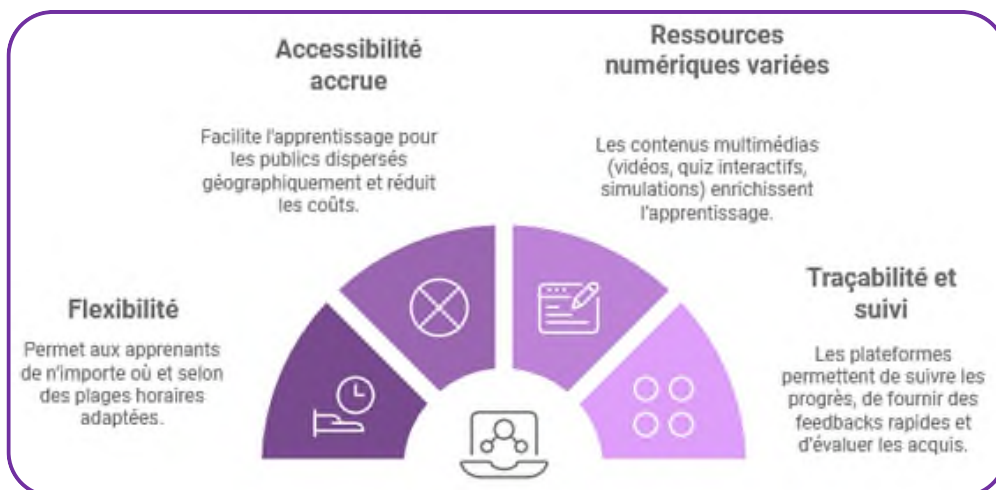 Accessibilité
accrue
Facilite l'apprentissage pour
les publics dispersés
géographiquement et réduit
les coûts.
Ressources
numériques variées
Les contenus multimédias
(vidéos, quiz interactifs,
simulations) enrichissent
l'apprentissage.
Flexibilité
Permet aux apprenants
de n'importe où et selon
des plages horaires
adaptées.
Traçabilité et
suivi
Les plateformes
permettent de suivre les
progrès, de fournir des
feedbacks rapides et
d'évaluer les acquis.